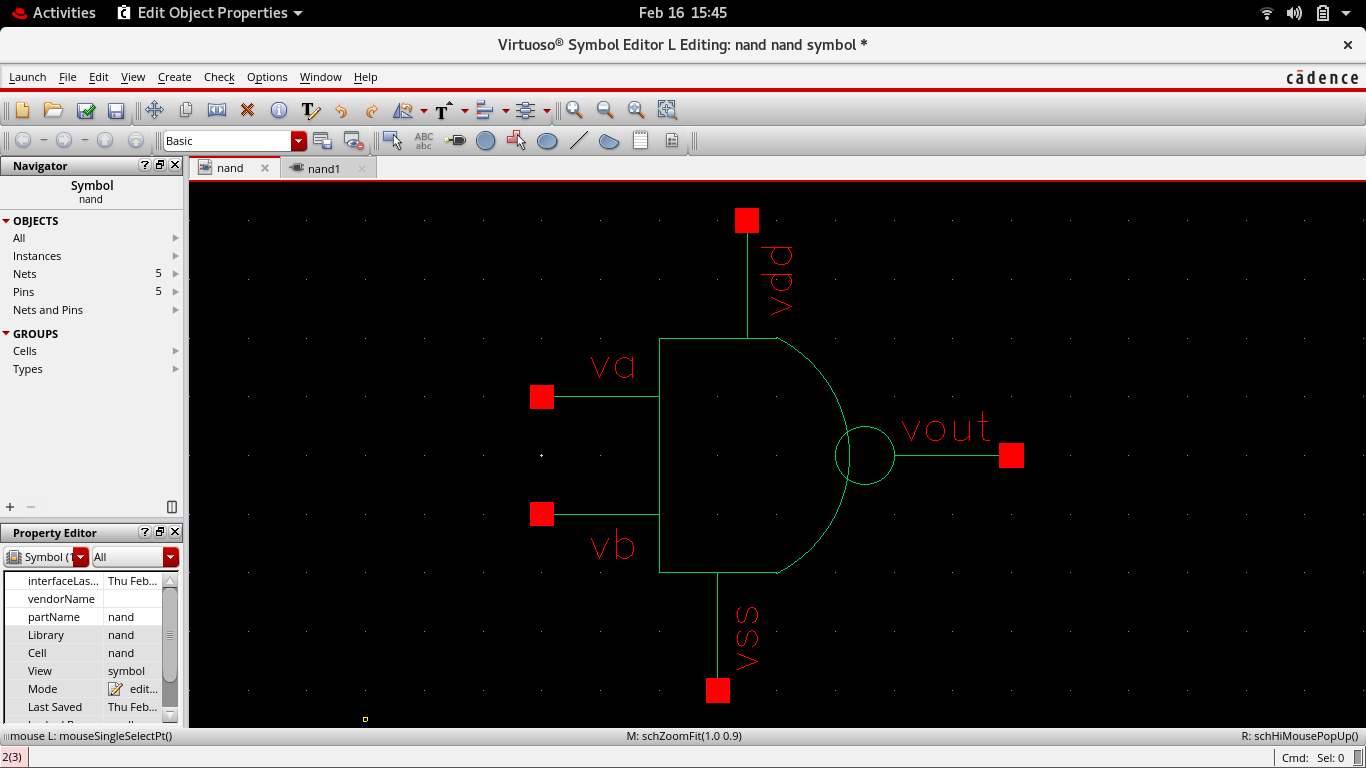 Activities
Edit Object Properties
Feb 16 15:45
Virtuoso® Symbol Editor L Editing: nand nand symbol *
Launch File Edit View Create Check Options Window Help
cādence
Basic
ABC
abc
Navigator
nand
nand1
Symbol
nand
OBJECTS
All
Instances
Nets 5
Pins 5
Nets and Pins
GROUPS
Cells
Types
vdd
va
vout
vb
vss
Property Editor
Symbol (1 All
interfaceLas... Thu Feb...
vendorName
partName nand
Library nand
Cell nand
View symbol
Mode edit...
Last Saved Thu Feb...
mouse L: mouseSingleSelectPt() M: schZoomFit(1.0 0.9) R: schHiMousePopUp()
2(3) Cmd: Sel: 0